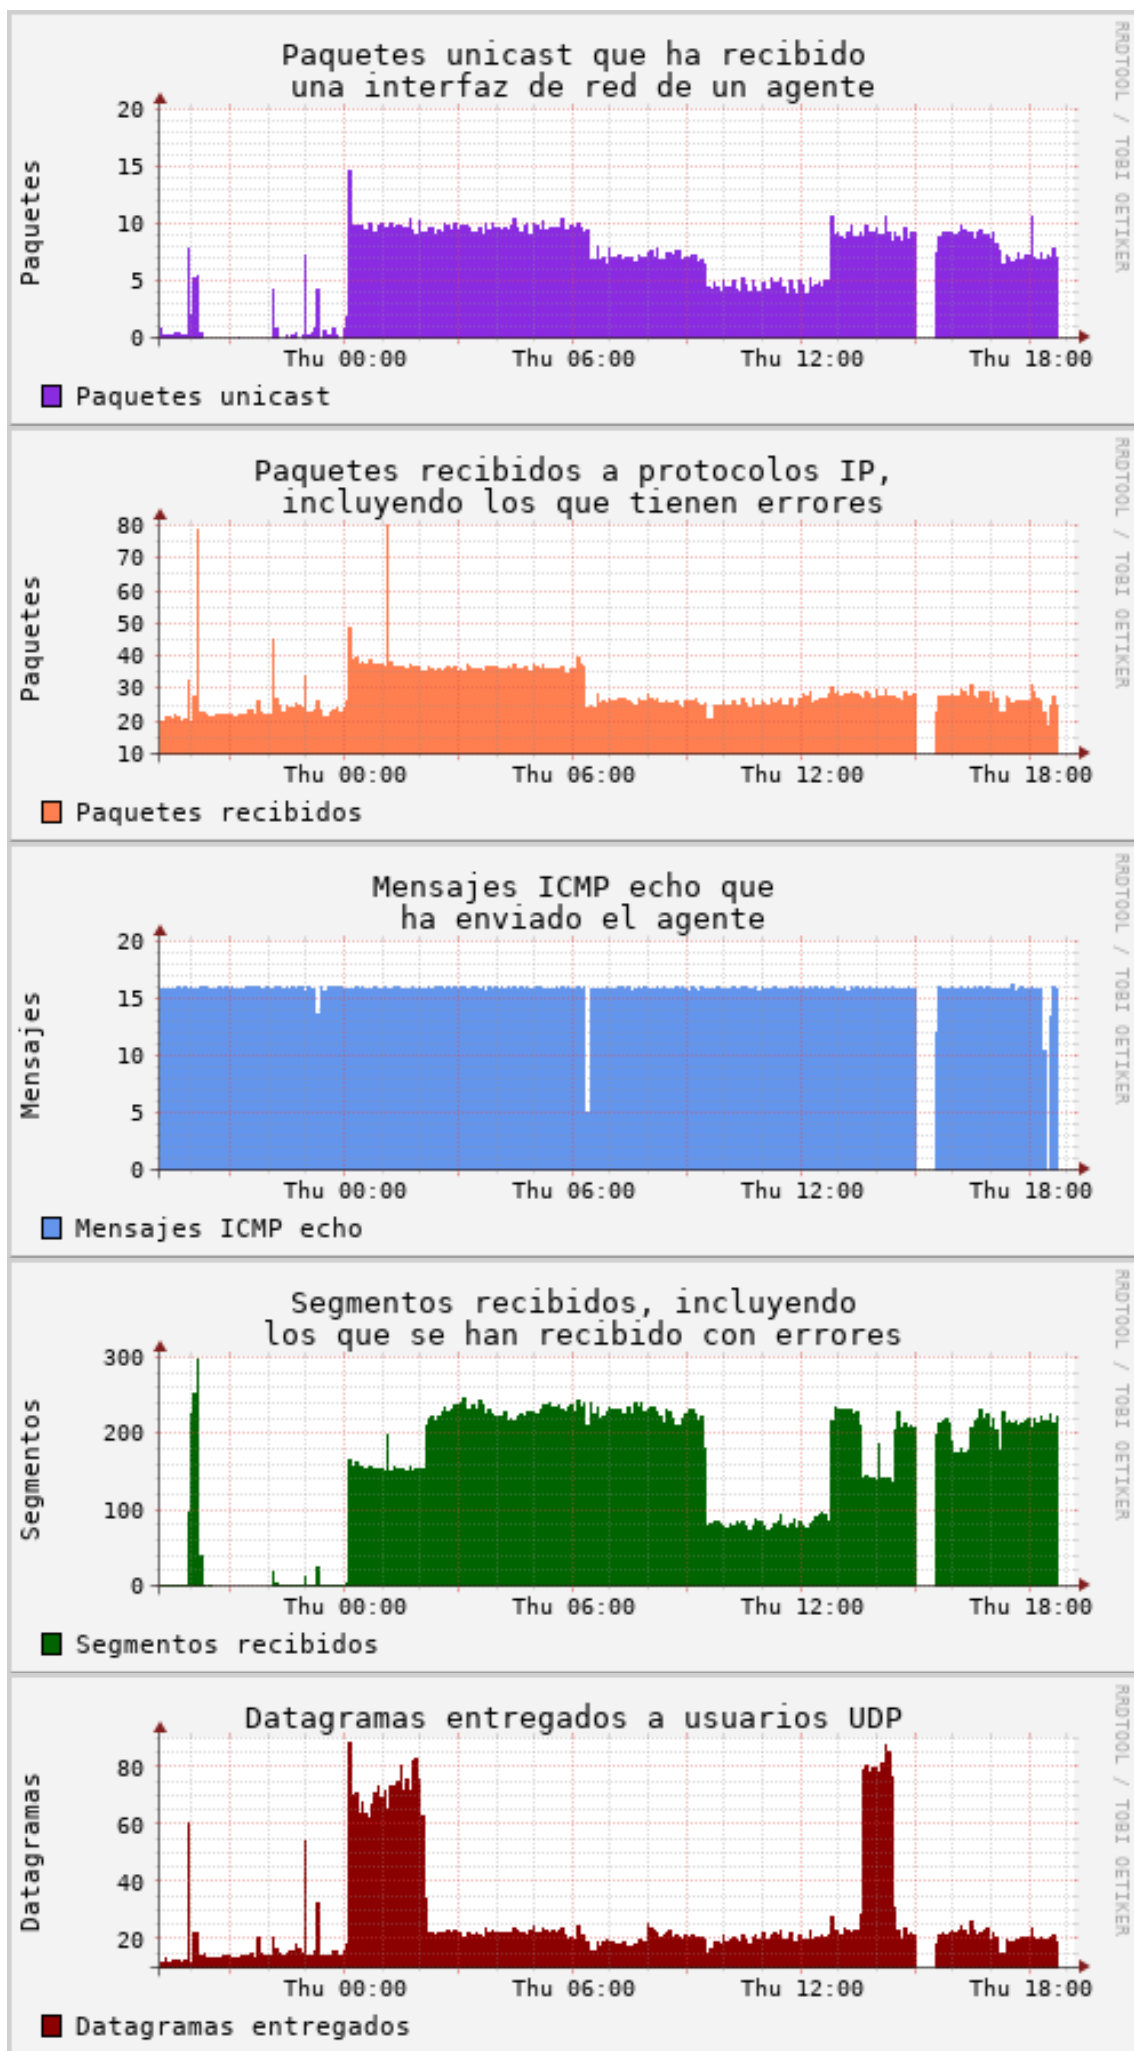 Paquetes unicast que ha recibido
una interfaz de red de un agente
RRDTOOL / TOBI OETIKER
Paquetes
20
15
10
5
0
Thu 00:00 Thu 06:00 Thu 12:00 Thu 18:00
Paquetes unicast
Paquetes recibidos a protocolos IP,
incluyendo los que tienen errores
RRDTOOL / TOBI OETIKER
Paquetes
80
70
60
50
40
30
20
10
Thu 00:00 Thu 06:00 Thu 12:00 Thu 18:00
Paquetes recibidos
Mensajes ICMP echo que
ha enviado el agente
RRDTOOL / TOBI OETIKER
Mensajes
20
15
10
5
0
Thu 00:00 Thu 06:00 Thu 12:00 Thu 18:00
Mensajes ICMP echo
Segmentos recibidos, incluyendo
los que se han recibido con errores
RRDTOOL / TOBI OETIKER
Segmentos
300
200
100
0
Thu 00:00 Thu 06:00 Thu 12:00 Thu 18:00
Segmentos recibidos
Datagramas entregados a usuarios UDP
RRDTOOL / TOBI OETIKER
Datagramas
80
60
40
20
Thu 00:00 Thu 06:00 Thu 12:00 Thu 18:00
Datagramas entregados